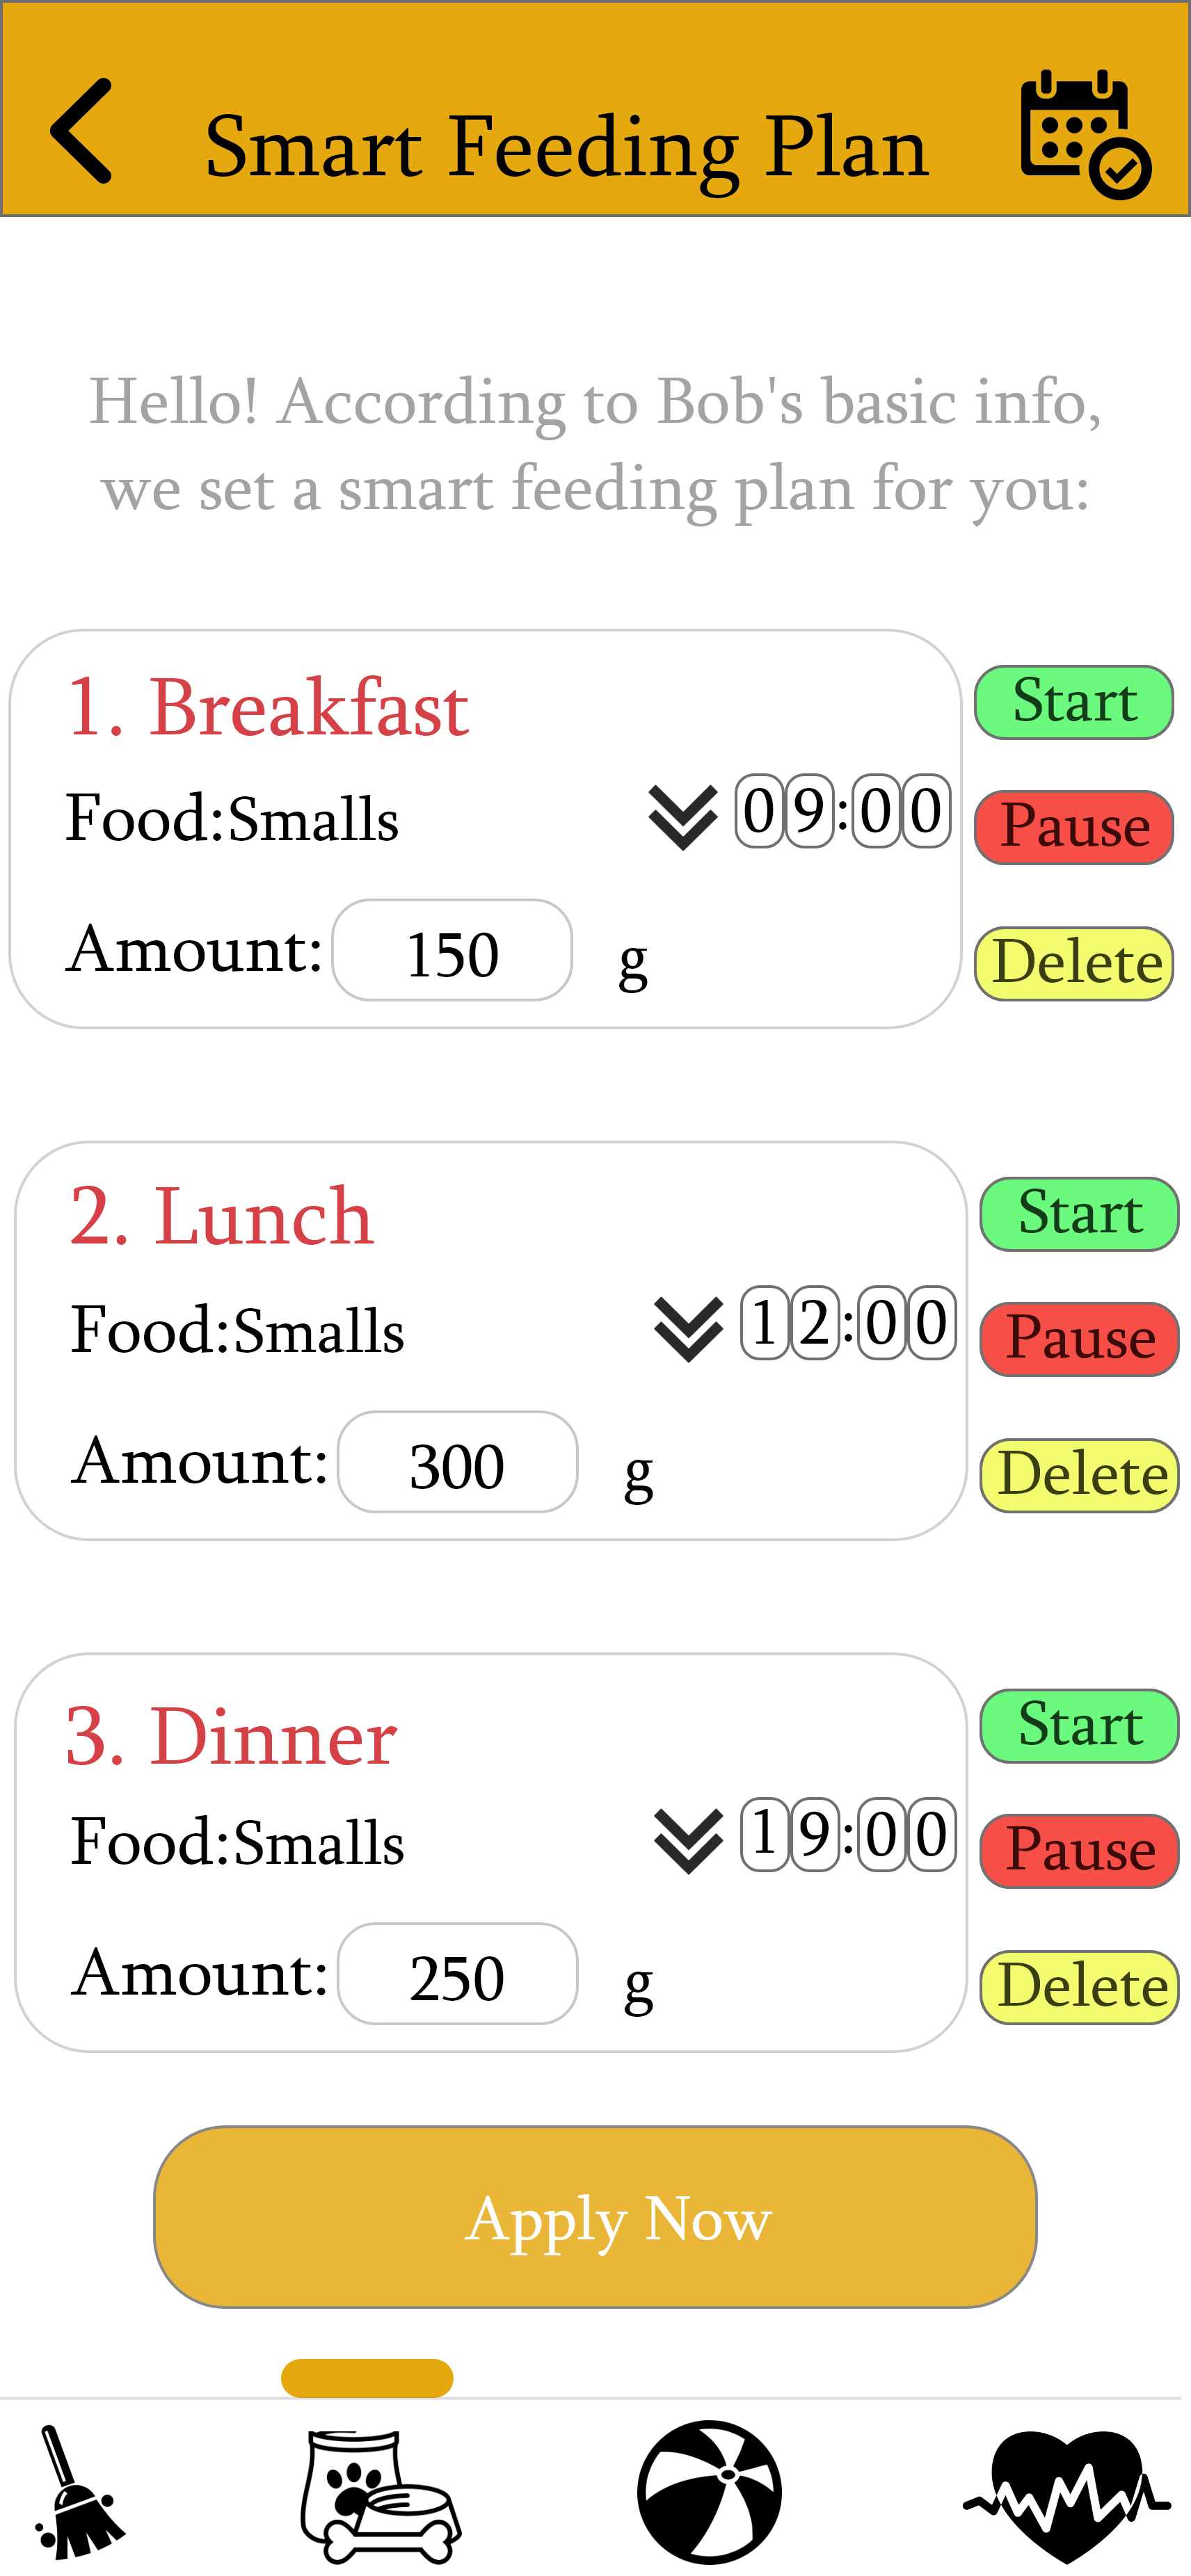 Smart Feeding Plan
Hello! According to Bob's basic info,
we set a smart feeding plan for you:
1. Breakfast
Start
Food:Smalls
09:00
Pause
Amount: 150 g
Delete
2. Lunch
Start
Food:Smalls
12:00
Pause
Amount: 300 g
Delete
3. Dinner
Start
Food:Smalls
19:00
Pause
Amount: 250 g
Delete
Apply Now